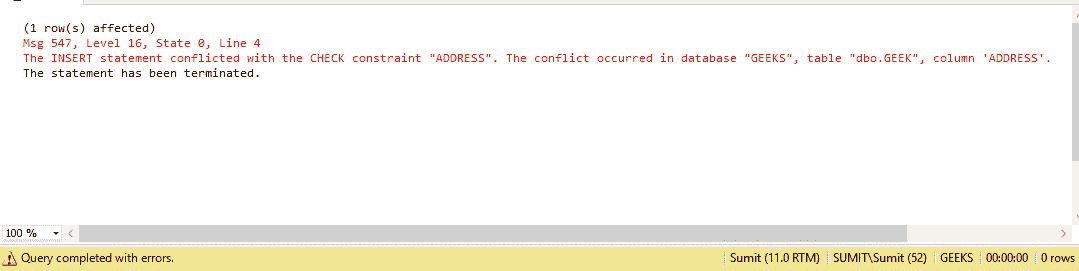 (1 row(s) affected)
Msg 547, Level 16, State 0, Line 4
The INSERT statement conflicted with the CHECK constraint "ADDRESS". The conflict occurred in database "GEEKS", table "dbo.GEEK", column 'ADDRESS'.
The statement has been terminated.
100 %
Query completed with errors. Sumit (11.0 RTM) SUMIT\Sumit (52) GEEKS 00:00:00 0 rows